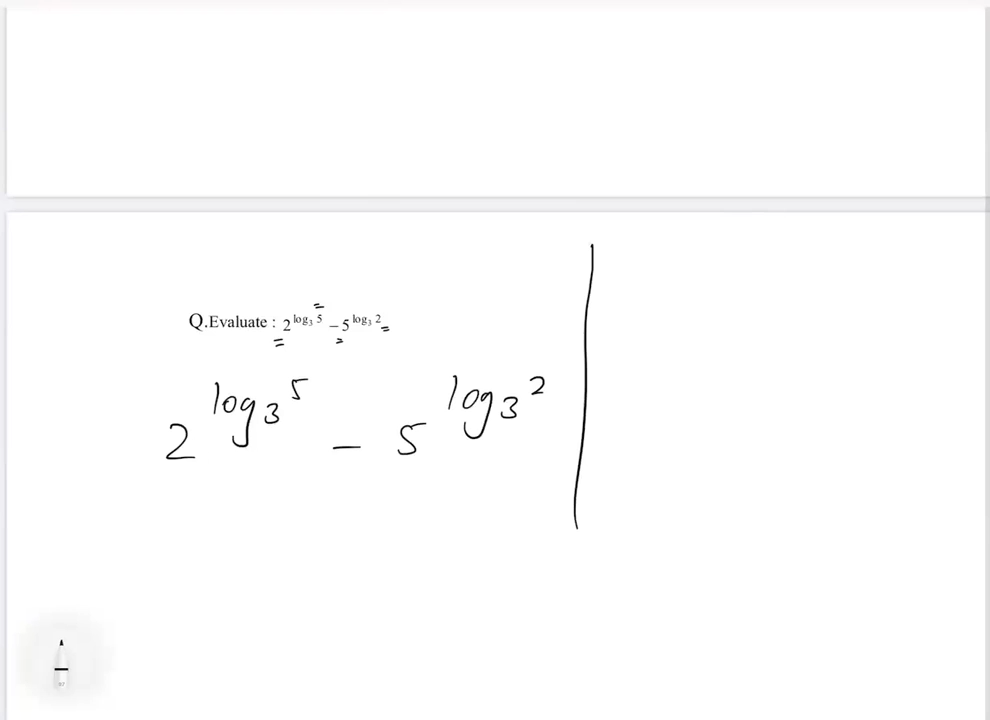 Q.Evaluate : 2^{log₃ 5} – 5^{log₃ 2}
2^{log₃ 5} – 5^{log₃ 2}